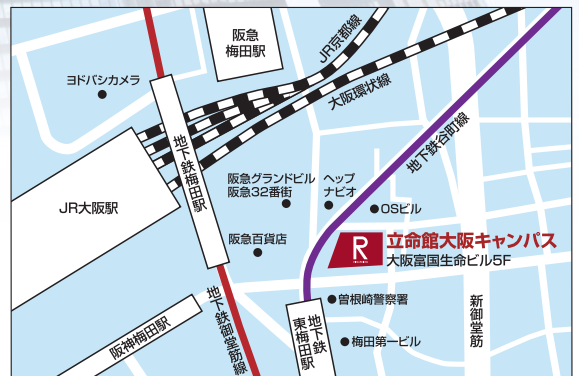 阪急
梅田駅
JR京都線
ヨドバシカメラ
大阪環状線
地下鉄梅田駅
地下鉄谷町線
JR大阪駅
阪急グランドビル
阪急32番街
ヘップ
ナビオ
OSビル
阪急百貨店
R
立命館大阪キャンパス
大阪富国生命ビル5F
地下鉄御堂筋線
曽根崎警察署
新御堂筋
阪神梅田駅
地下鉄
東梅田駅
梅田第一ビル